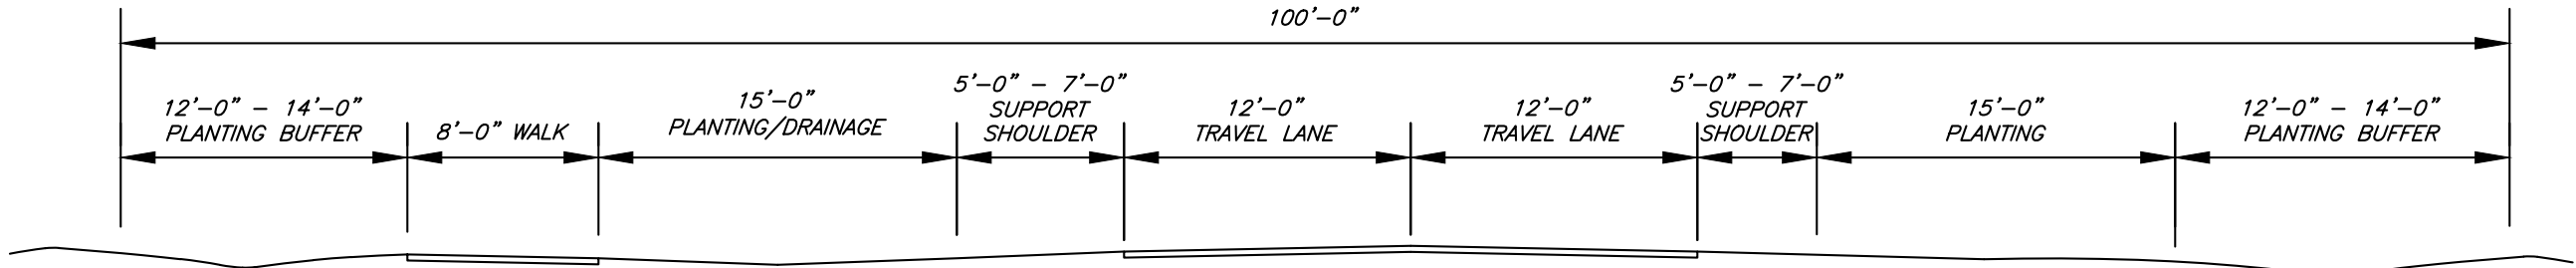 100'-0"
12'-0" - 14'-0"
PLANTING BUFFER
8'-0" WALK
15'-0"
PLANTING/DRAINAGE
5'-0" - 7'-0"
SUPPORT
SHOULDER
12'-0"
TRAVEL LANE
12'-0"
TRAVEL LANE
5'-0" - 7'-0"
SUPPORT
SHOULDER
15'-0"
PLANTING
12'-0" - 14'-0"
PLANTING BUFFER